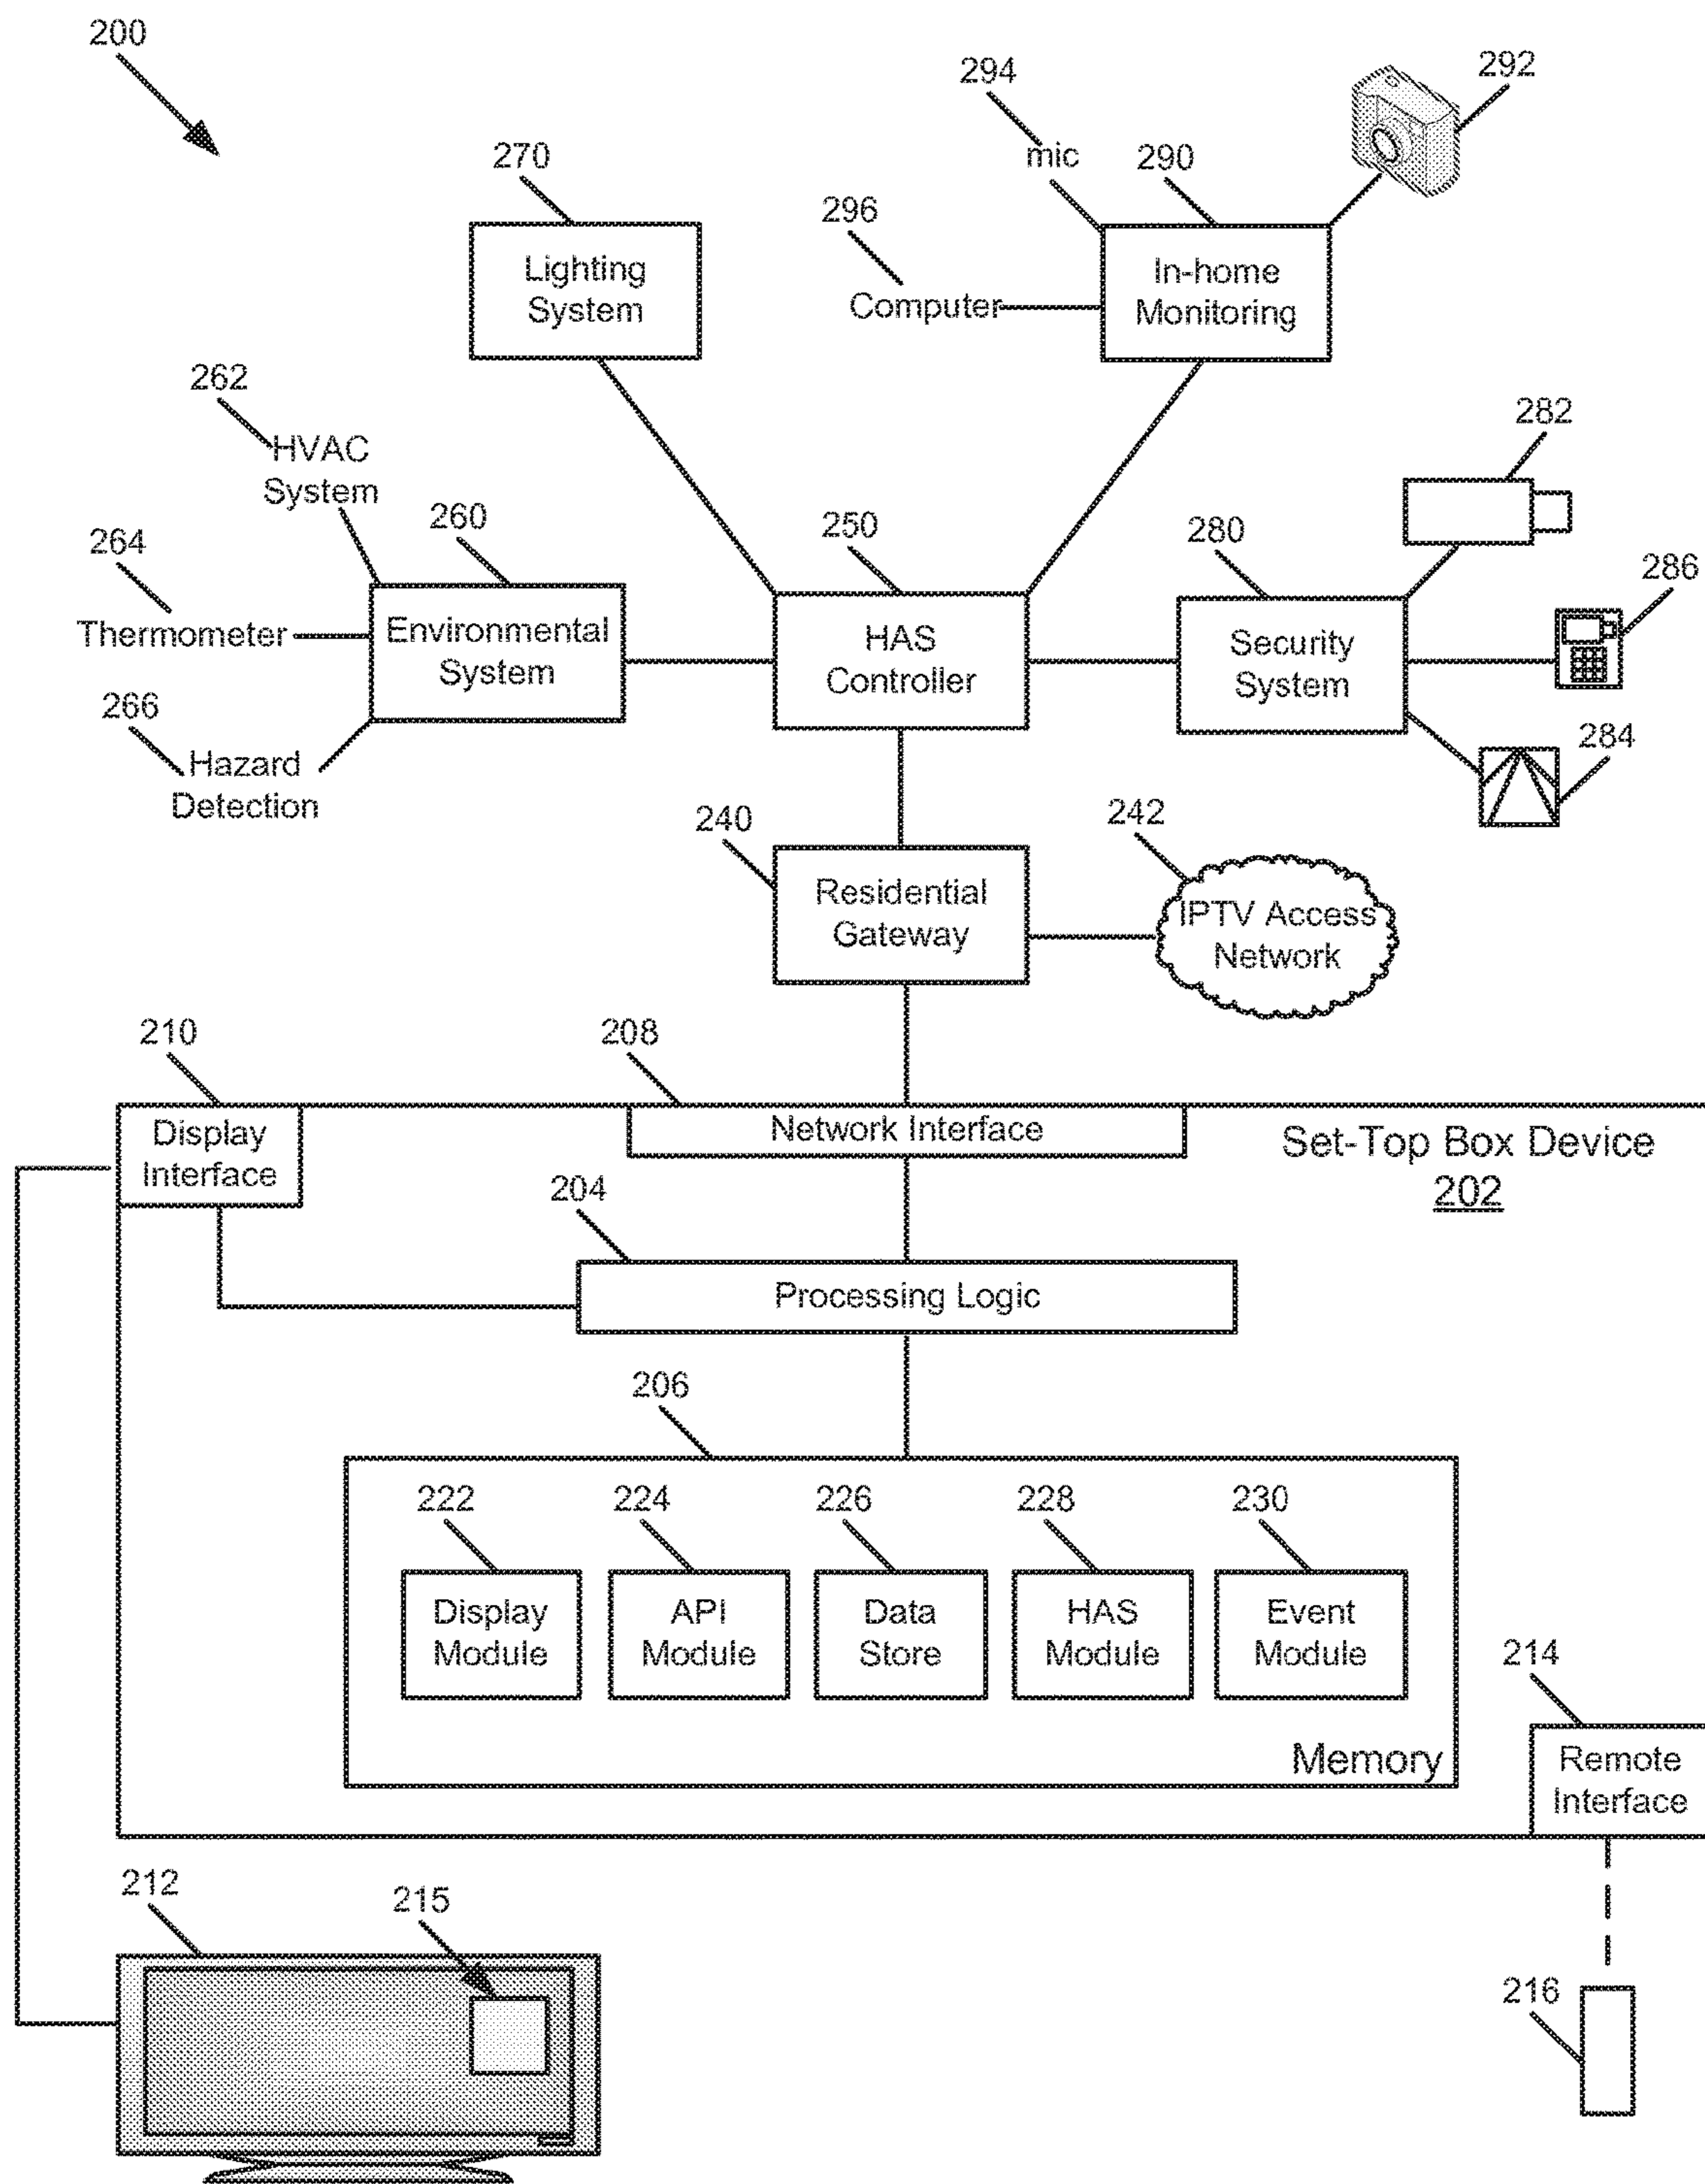 200
294
292
270
mic
290
296
Lighting
System
In-home
Monitoring
Computer
262
282
HVAC
System
260
250
280
264
286
Thermometer
Environmental
System
HAS
Controller
Security
System
266
284
Hazard
Detection
240
242
Residential
Gateway
IPTV Access
Network
210
208
Display
Interface
Network Interface
Set-Top Box Device
202
204
Processing Logic
206
222
224
226
228
230
Display
Module
API
Module
Data
Store
HAS
Module
Event
Module
214
Memory
Remote
Interface
212
215
216